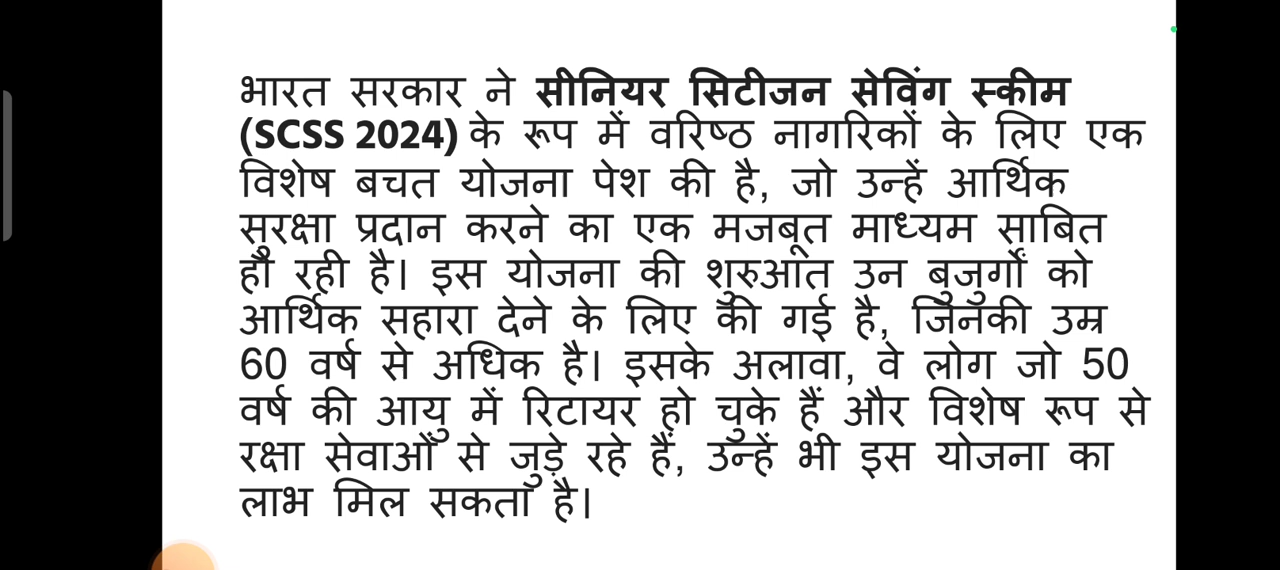 भारत सरकार ने सीनियर सिटीजन सेविंग स्कीम
(SCSS 2024) के रूप में वरिष्ठ नागरिकों के लिए एक
विशेष बचत योजना पेश की है, जो उन्हें आर्थिक
सुरक्षा प्रदान करने का एक मजबूत माध्यम साबित
हो रही है। इस योजना की शुरुआत उन बुजुर्गों को
आर्थिक सहारा देने के लिए की गई है, जिनकी उम्र
60 वर्ष से अधिक है। इसके अलावा, वे लोग जो 50
वर्ष की आयु में रिटायर हो चुके हैं और विशेष रूप से
रक्षा सेवाओं से जुड़े रहे हैं, उन्हें भी इस योजना का
लाभ मिल सकता है।